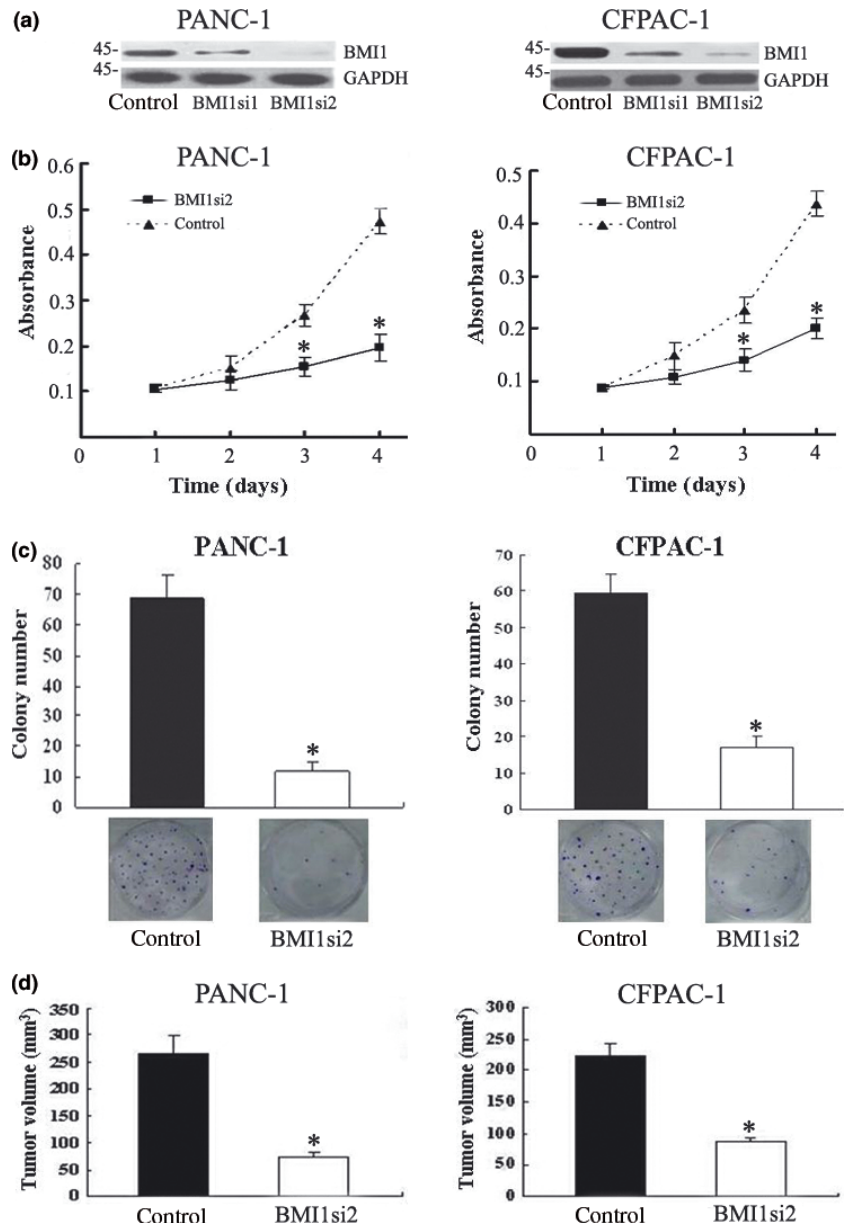 (a)
PANC-1
45-
BMI1
45-
GAPDH
Control BMI1si1 BMI1si2
CFPAC-1
45-
BMI1
45-
GAPDH
Control BMI1si1 BMI1si2
(b)
PANC-1
0.6
0.5
0.4
0.3
0.2
0.1
Absorbance
BMI1si2
Control
*
*
0 1 2 3 4
Time (days)
CFPAC-1
0.5
0.4
0.3
0.2
0.1
Absorbance
BMI1si2
Control
*
*
0 1 2 3 4
Time (days)
(c)
PANC-1
80
70
60
50
40
30
20
10
0
Colony number
*
Control BMI1si2
CFPAC-1
70
60
50
40
30
20
10
0
Colony number
*
Control BMI1si2
(d)
PANC-1
350
300
250
200
150
100
50
0
Tumor volume (mm³)
*
Control BMI1si2
CFPAC-1
300
250
200
150
100
50
0
Tumor volume (mm³)
*
Control BMI1si2